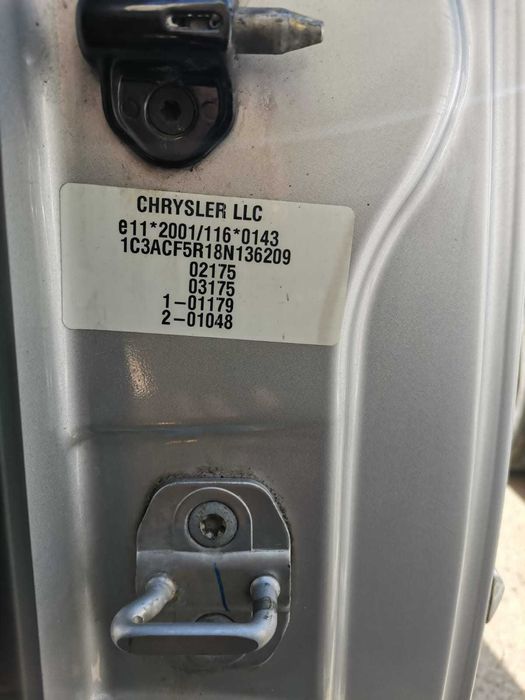 CHRYSLER LLC
e11*2001/116*0143
1C3ACF5R18N136209
02175
03175
1-01179
2-01048